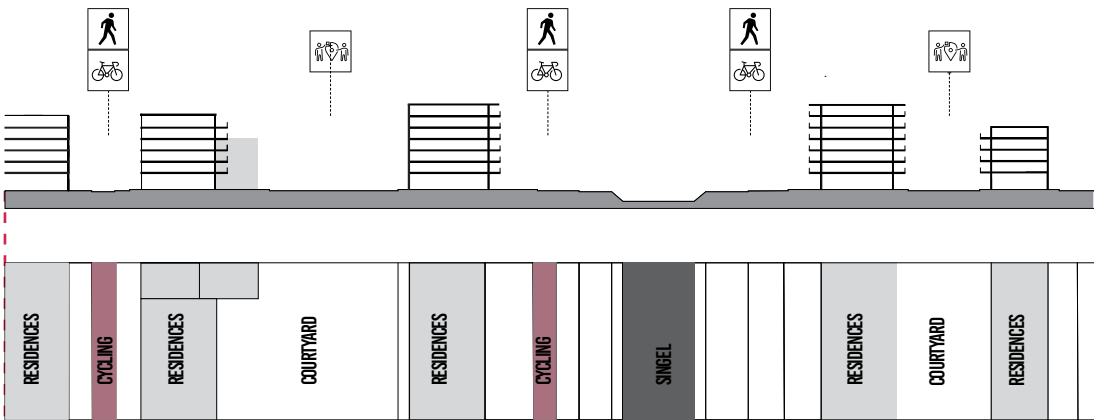 RESIDENCES
CYCLING
RESIDENCES
COURTYARD
RESIDENCES
CYCLING
SINGEL
RESIDENCES
COURTYARD
RESIDENCES